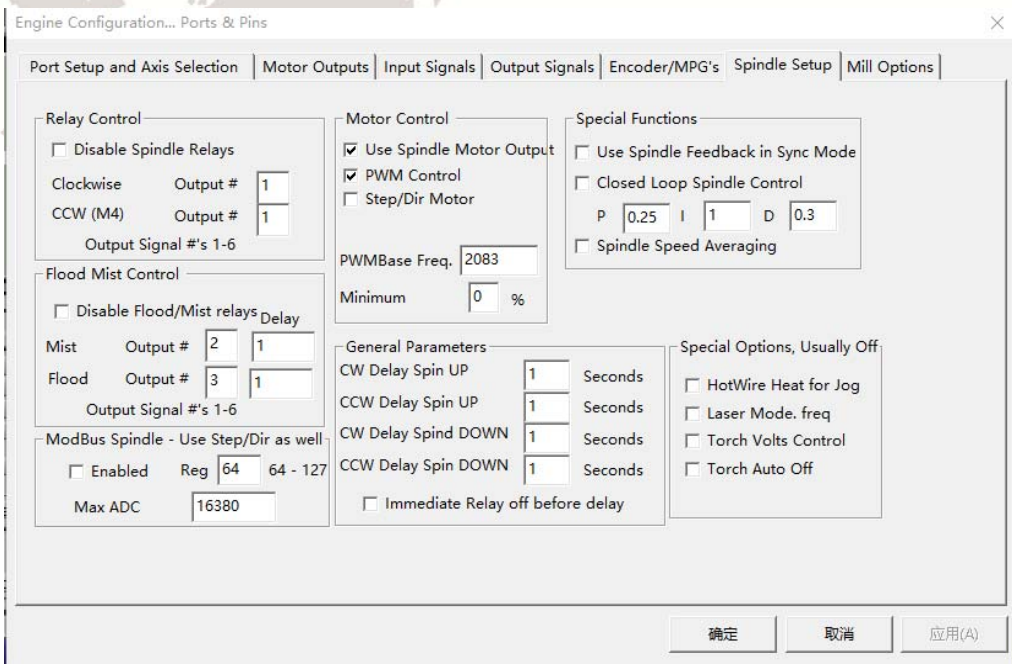 Engine Configuration... Ports & Pins
Port Setup and Axis Selection Motor Outputs Input Signals Output Signals Encoder/MPG's Spindle Setup Mill Options
Relay Control
Disable Spindle Relays
Clockwise Output # 1
CCW (M4) Output # 1
Output Signal #'s 1-6
Flood Mist Control
Disable Flood/Mist relays Delay
Mist Output # 2 1
Flood Output # 3 1
Output Signal #'s 1-6
ModBus Spindle - Use Step/Dir as well
Enabled Reg 64 64 - 127
Max ADC 16380
Motor Control
Use Spindle Motor Output
PWM Control
Step/Dir Motor
PWMBase Freq. 2083
Minimum 0 %
General Parameters
CW Delay Spin UP 1 Seconds
CCW Delay Spin UP 1 Seconds
CW Delay Spind DOWN 1 Seconds
CCW Delay Spin DOWN 1 Seconds
Immediate Relay off before delay
Special Functions
Use Spindle Feedback in Sync Mode
Closed Loop Spindle Control
P 0.25 I 1 D 0.3
Spindle Speed Averaging
Special Options, Usually Off
HotWire Heat for Jog
Laser Mode. freq
Torch Volts Control
Torch Auto Off
确定 取消 应用(A)